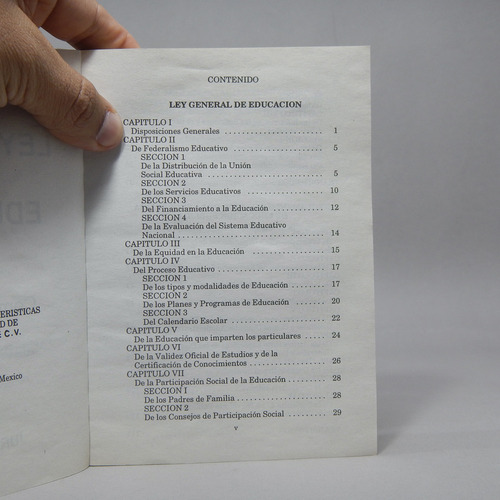 ERISTICAS
D DE
E C.V.
Mexico
CONTENIDO
LEY GENERAL DE EDUCACION
CAPITULO I
Disposiciones Generales ...................... 1
CAPITULO II
De Federalismo Educativo .................... 5
SECCION 1
De la Distribución de la Unión
Social Educativa ............................ 5
SECCION 2
De los Servicios Educativos .................. 10
SECCION 3
Del Financiamiento a la Educación ............ 12
SECCION 4
De la Evaluación del Sistema Educativo
Nacional .................................... 14
CAPITULO III
De la Equidad en la Educación ................ 15
CAPITULO IV
Del Proceso Educativo ........................ 17
SECCION 1
De los tipos y modalidades de Educación ...... 17
SECCION 2
De los Planes y Programas de Educación ...... 20
SECCION 3
Del Calendario Escolar ...................... 22
CAPITULO V
De la Educación que imparten los particulares .... 24
CAPITULO VI
De la Validez Oficial de Estudios y de la
Certificación de Conocimientos ................ 26
CAPITULO VII
De la Participación Social de la Educación ...... 28
SECCION I
De los Padres de Familia ...................... 28
SECCION 2
De los Consejos de Participación Social ........ 29
V